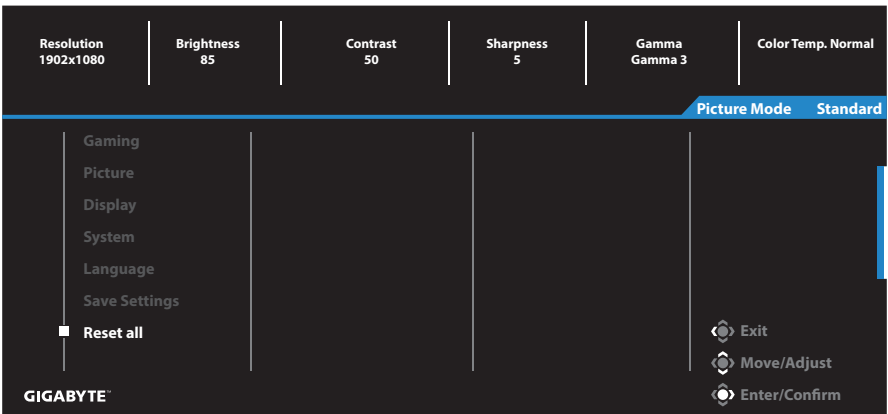 Resolution
1902x1080
Brightness
85
Contrast
50
Sharpness
5
Gamma
Gamma 3
Color Temp. Normal
Picture Mode Standard
Gaming
Picture
Display
System
Language
Save Settings
Reset all
Exit
Move/Adjust
Enter/Confirm
GIGABYTE™